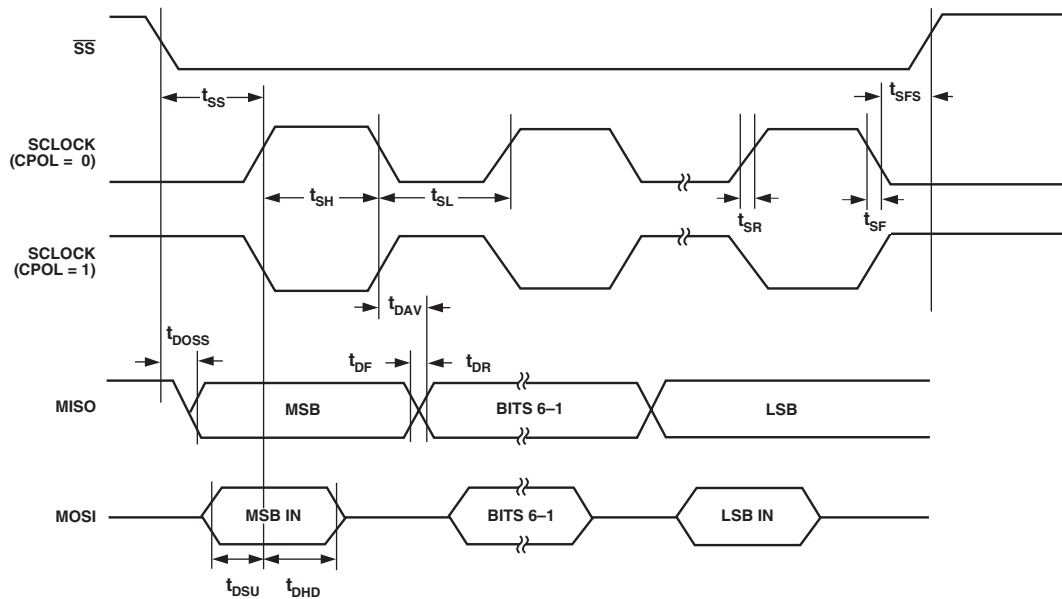 SS
tSS
tSFS
SCLOCK
(CPOL = 0)
tSH
tSL
tSR
tSF
SCLOCK
(CPOL = 1)
tDAV
tDOSS
tDF
tDR
MISO
MSB
BITS 6–1
LSB
MOSI
MSB IN
BITS 6–1
LSB IN
tDSU
tDHD